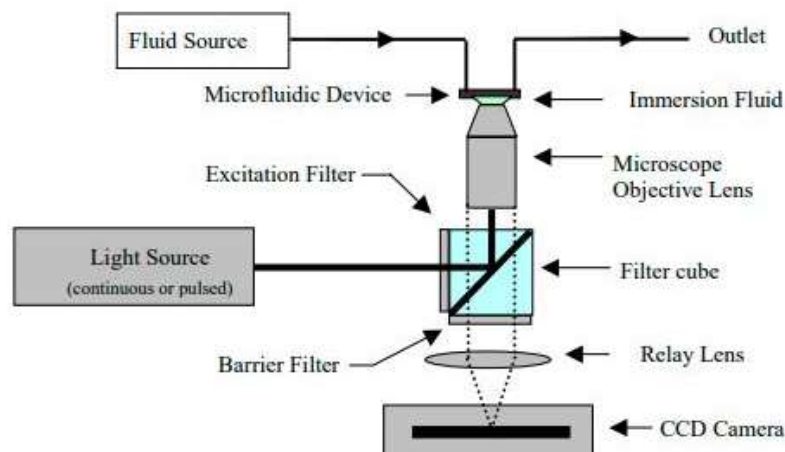 Fluid Source
Outlet
Microfluidic Device
Immersion Fluid
Microscope
Objective Lens
Excitation Filter
Light Source
(continuous or pulsed)
Filter cube
Barrier Filter
Relay Lens
CCD Camera